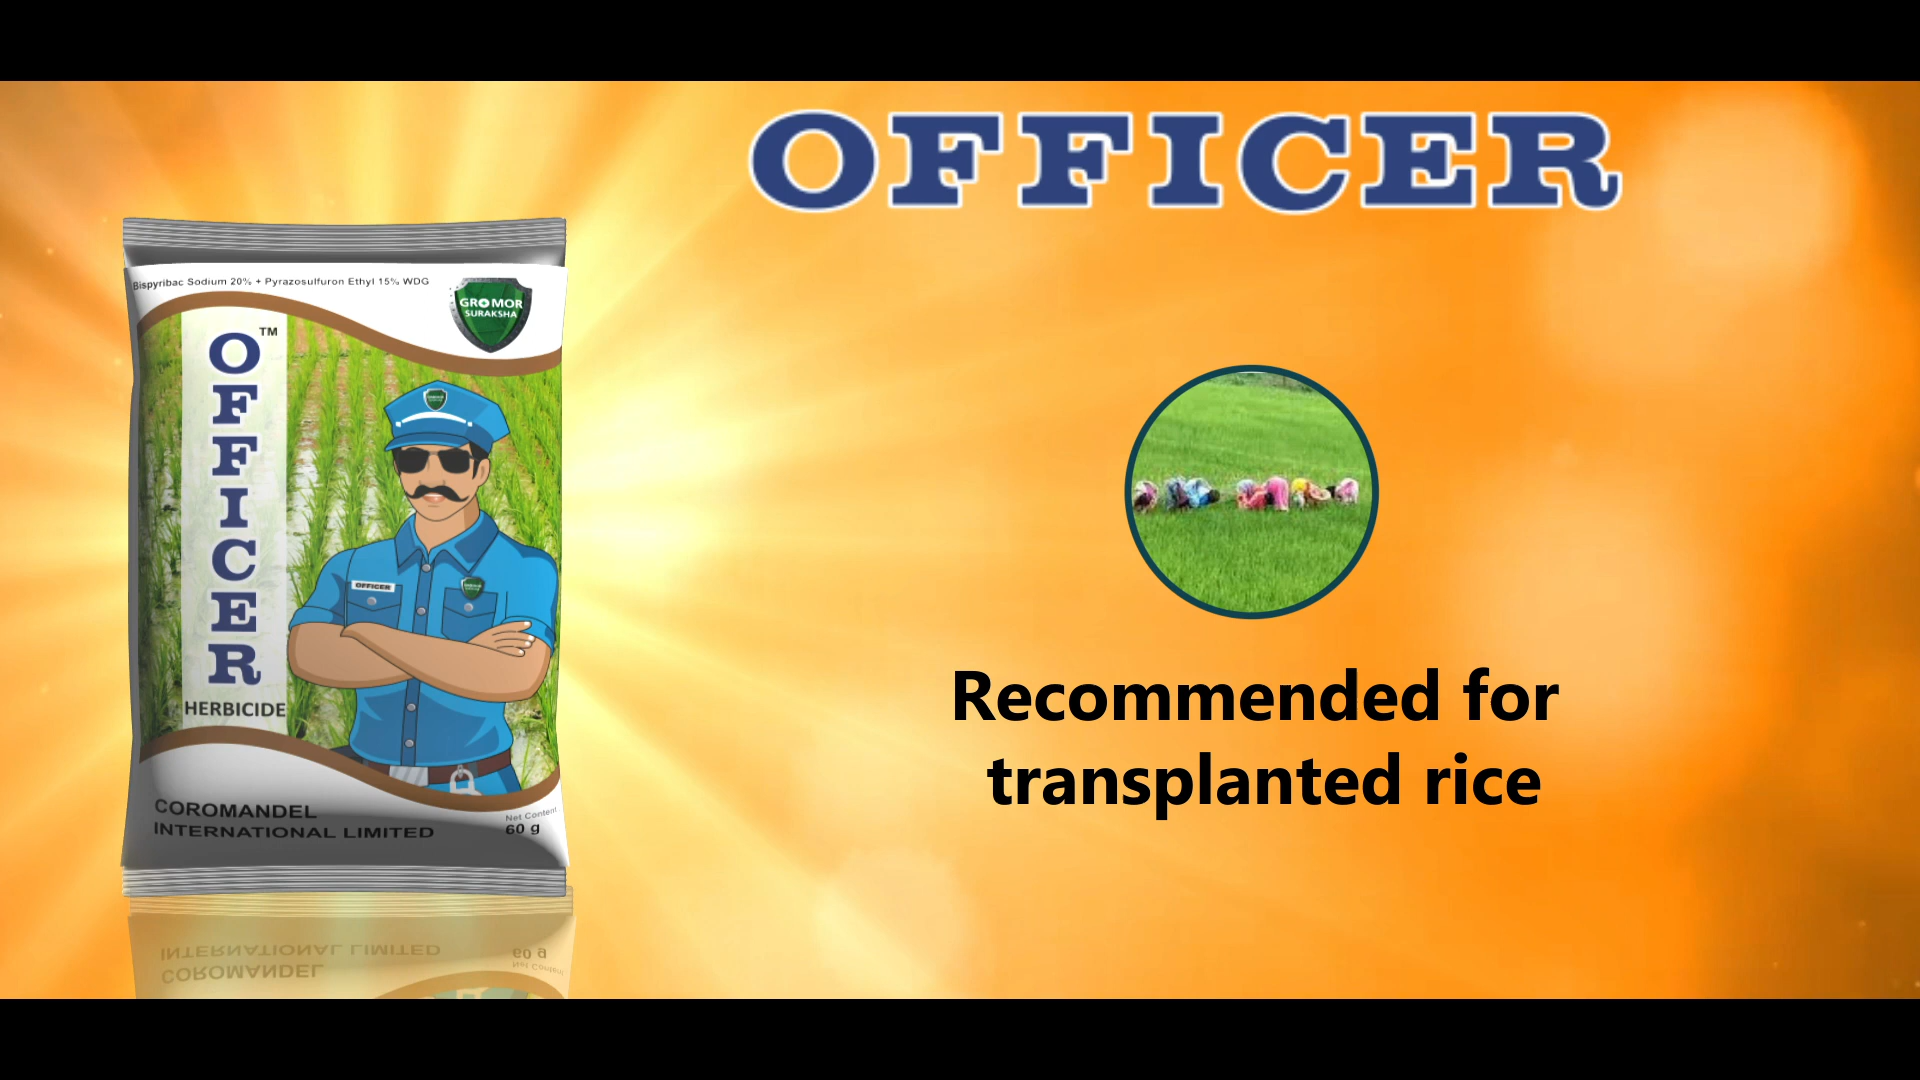 OFFICER
Bispyribac Sodium 20% + Pyrazosulfuron Ethyl 15% WDG
GROMOR
SURAKSHA
OFFICER™
HERBICIDE
OFFICER
COROMANDEL
INTERNATIONAL LIMITED
Net Content
60 g
Recommended for
transplanted rice